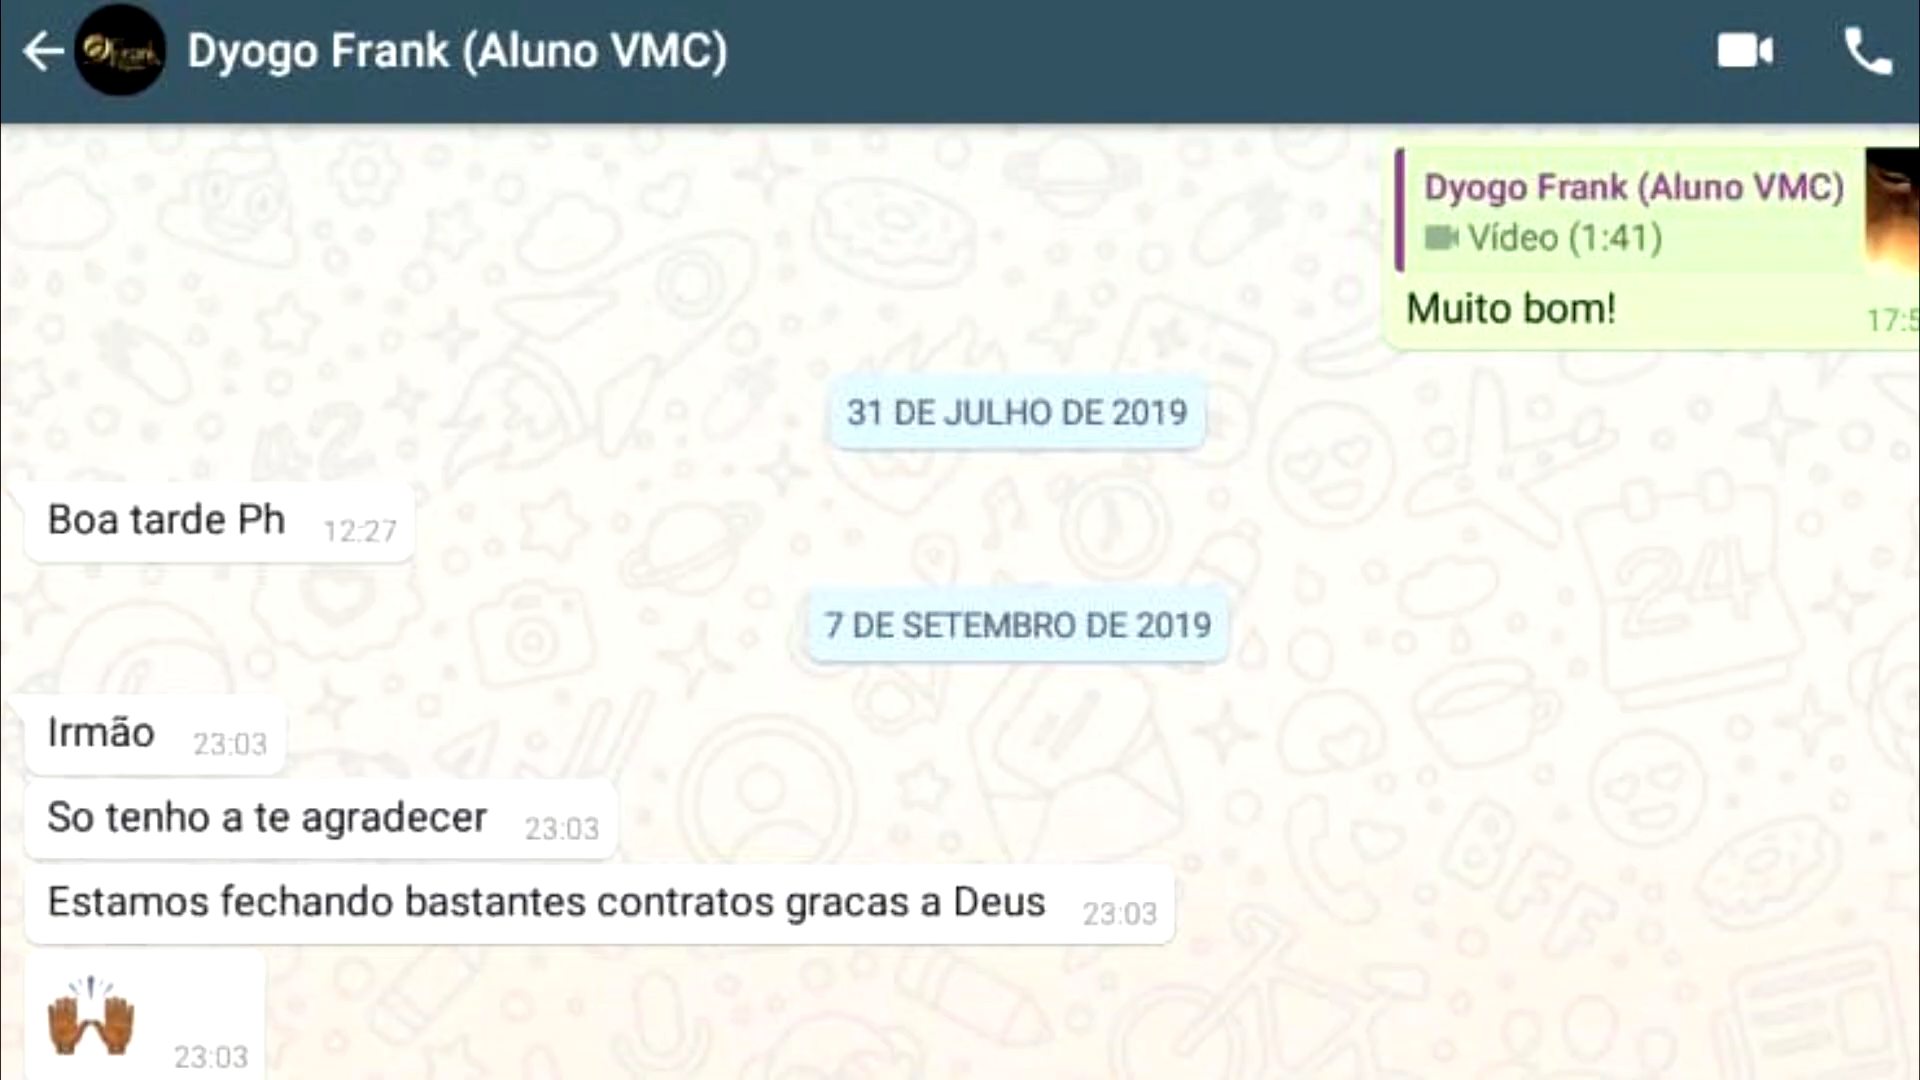 Dyogo Frank (Aluno VMC)
Dyogo Frank (Aluno VMC)
Vídeo (1:41)
Muito bom!
31 DE JULHO DE 2019
Boa tarde Ph 12:27
7 DE SETEMBRO DE 2019
Irmão 23:03
So tenho a te agradecer 23:03
Estamos fechando bastantes contratos gracas a Deus 23:03
23:03